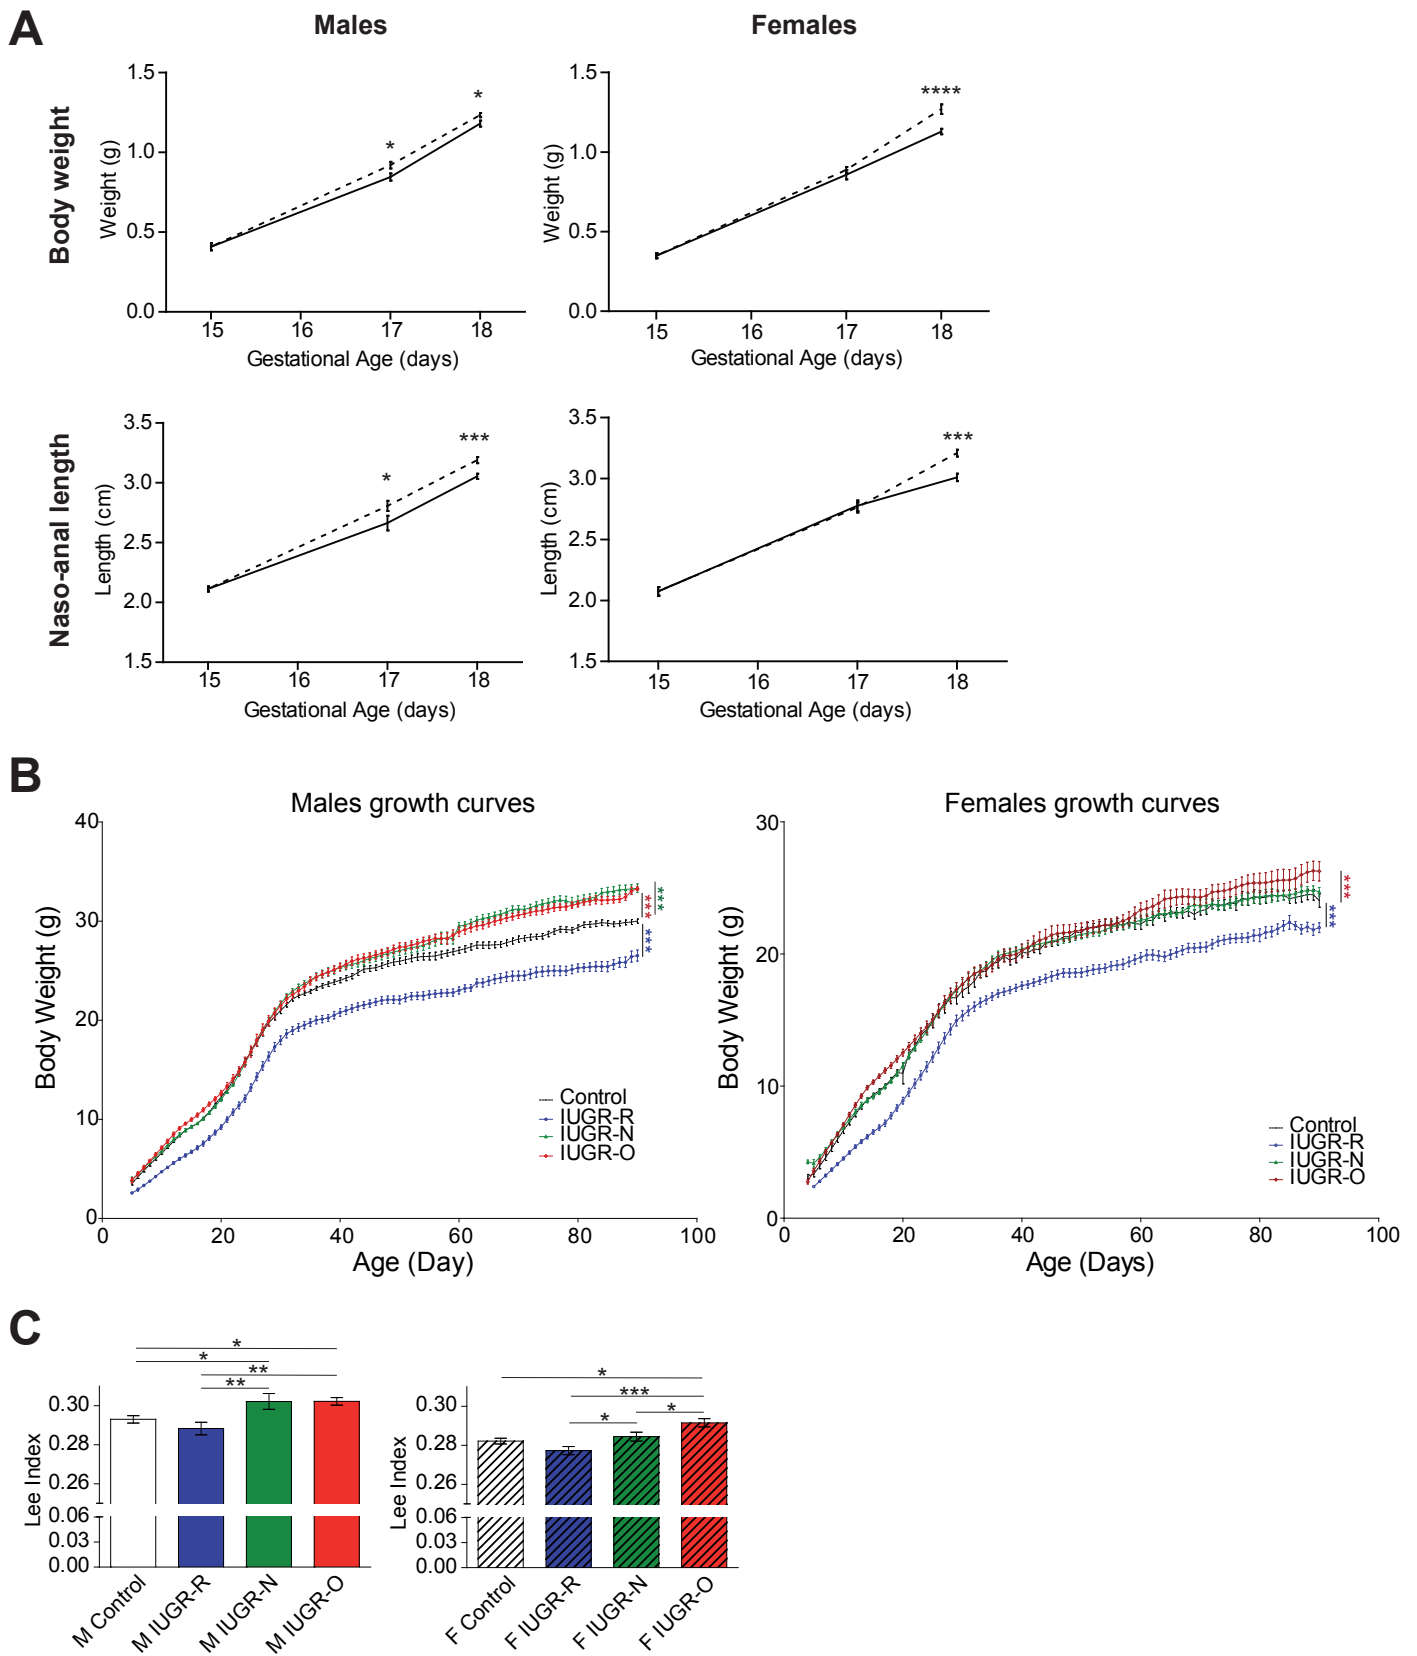 A
Males
Females
Body weight
Weight (g)
1.5
1.0
0.5
0.0
*
*
15
16
17
18
Gestational Age (days)
Weight (g)
1.5
1.0
0.5
0.0
****
15
16
17
18
Gestational Age (days)
Naso-anal length
Length (cm)
3.5
3.0
2.5
2.0
1.5
*
***
15
16
17
18
Gestational Age (days)
Length (cm)
3.5
3.0
2.5
2.0
1.5
***
15
16
17
18
Gestational Age (days)
B
Males growth curves
Body Weight (g)
40
30
20
10
0
***
***
***
Control
IUGR-R
IUGR-N
IUGR-O
0
20
40
60
80
100
Age (Day)
Females growth curves
Body Weight (g)
30
20
10
0
***
***
Control
IUGR-R
IUGR-N
IUGR-O
0
20
40
60
80
100
Age (Days)
C
Lee Index
*
*
**
**
0.30
0.28
0.26
0.06
0.03
0.00
M Control
M IUGR-R
M IUGR-N
M IUGR-O
Lee Index
*
***
*
*
0.30
0.28
0.26
0.06
0.03
0.00
F Control
F IUGR-R
F IUGR-N
F IUGR-O